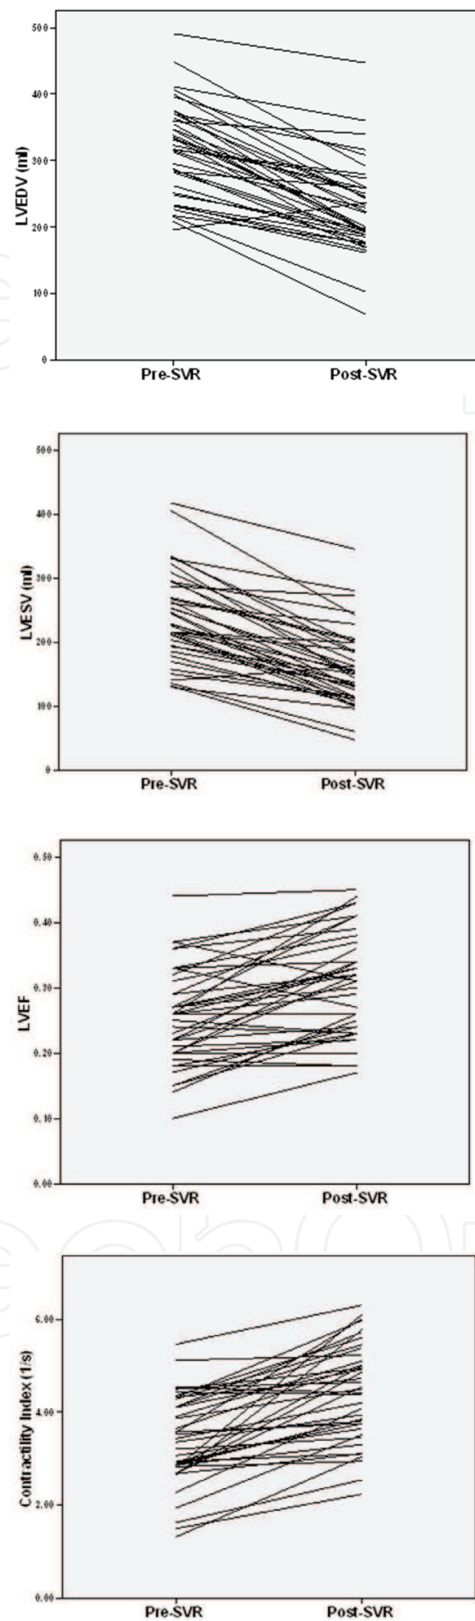 500
400
300
200
100
0
LVEDV (ml)
Pre-SVR Post-SVR
500
400
300
200
100
0
LVESV (ml)
Pre-SVR Post-SVR
0.50
0.40
0.30
0.20
0.10
0.00
LVEF
Pre-SVR Post-SVR
6.00
4.00
2.00
0.00
Contractility Index (1/s)
Pre-SVR Post-SVR